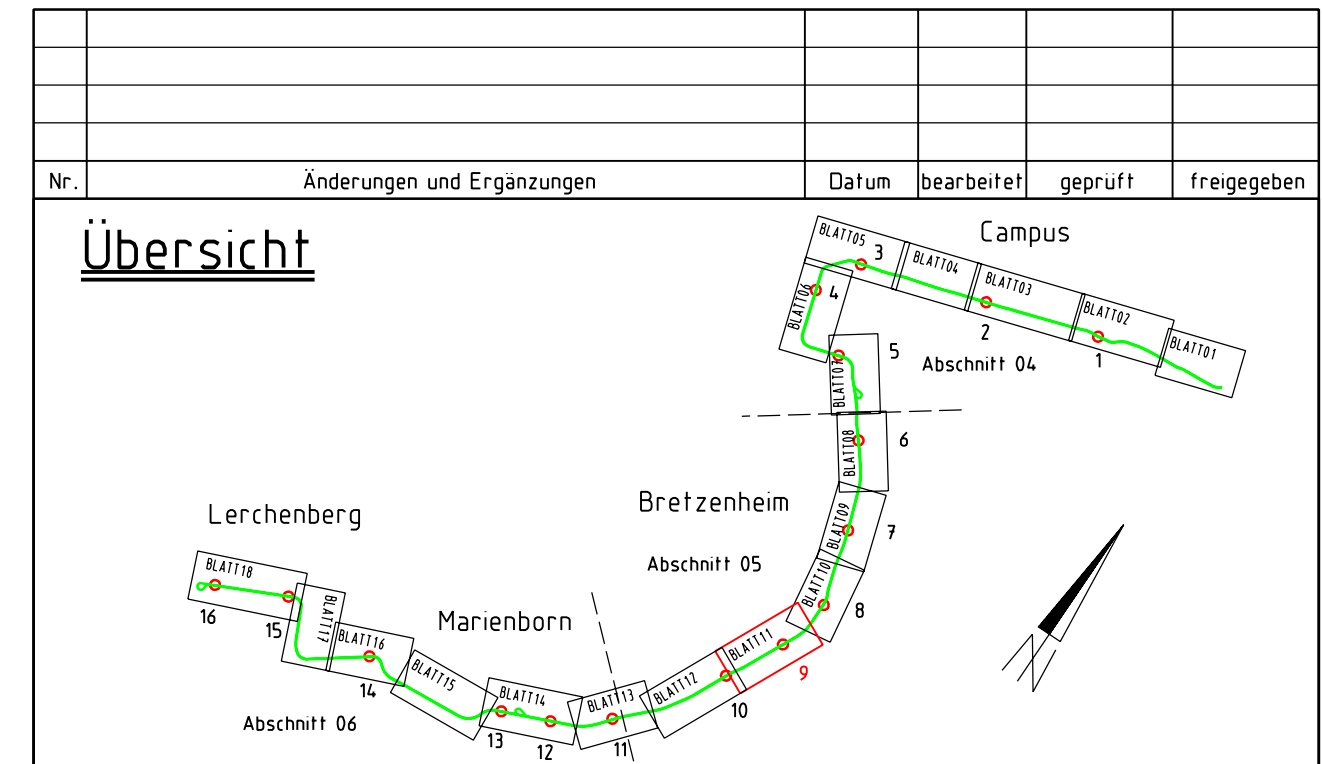 Nr. Änderungen und Ergänzungen Datum bearbeitet geprüft freigegeben
Übersicht
Campus
BLATT05
3
BLATT04
BLATT03
BLATT02
BLATT01
BLATT06
4
2
1
5
Abschnitt 04
BLATT07
6
BLATT08
Bretzenheim
7
BLATT09
Abschnitt 05
BLATT10
8
Lerchenberg
BLATT18
16
15
BLATT17
Marienborn
BLATT16
14
BLATT15
Abschnitt 06
BLATT14
13
12
BLATT13
11
BLATT12
10
BLATT11
9
N